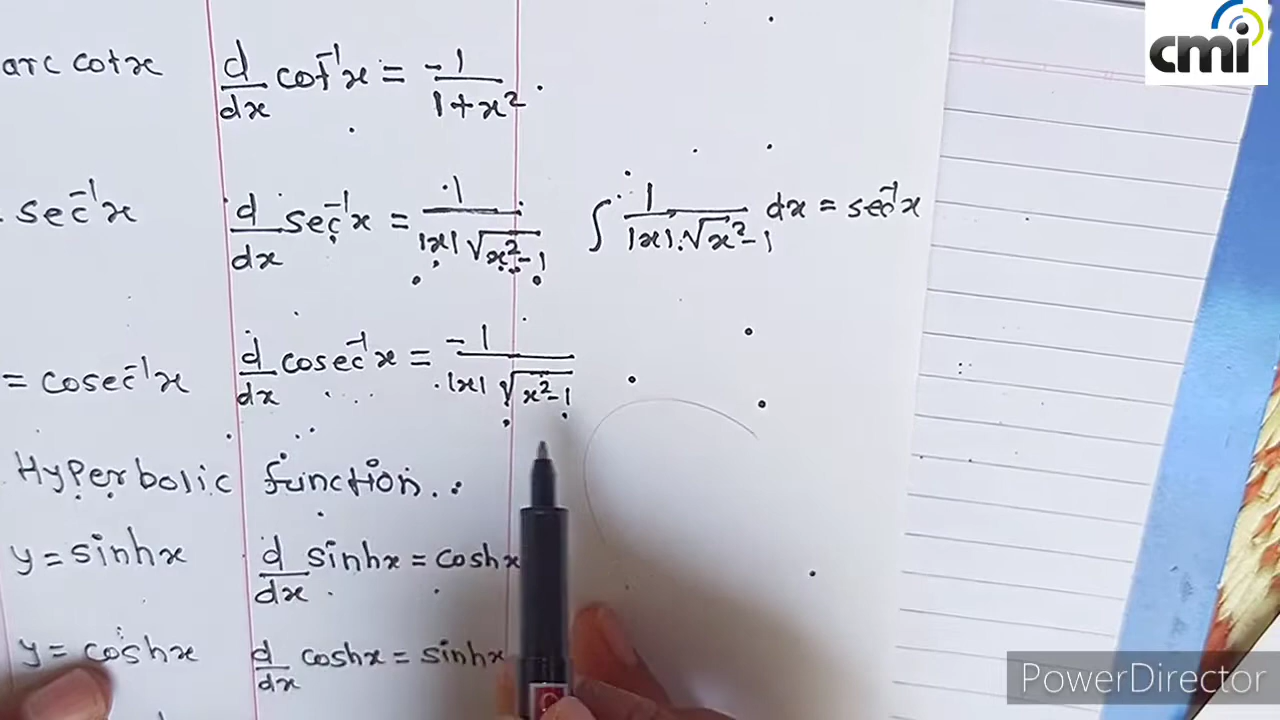 cmi
arc cotx d/dx cot⁻¹x = -1/1+x² .
sec⁻¹x d/dx sec⁻¹x = 1/|x|√x²-1 ∫ 1/|x|.√x²-1 dx = sec⁻¹x
= cosec⁻¹x d/dx cosec⁻¹x = -1/|x|√x²-1
Hyperbolic function.
y = sinhx d/dx sinhx = coshx
y = coshx d/dx coshx = sinhx
PowerDirector